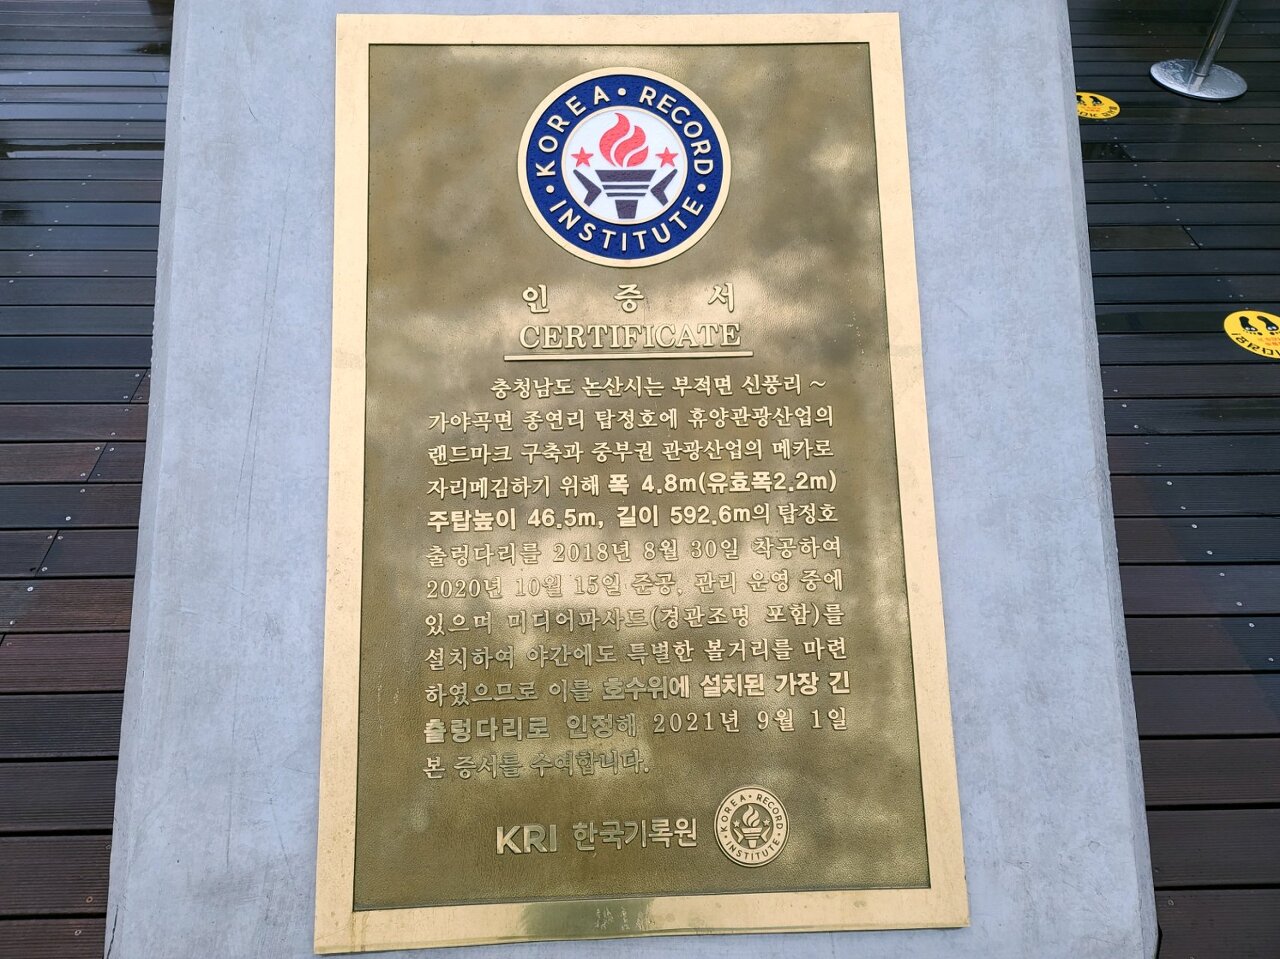 KOREA · RECORD · INSTITUTE ·
인 증 서
CERTIFICATE
충청남도 논산시는 부적면 신풍리 ~
가야곡면 종연리 탑정호에 휴양관광산업의
랜드마크 구축과 중부권 관광산업의 메카로
자리메김하기 위해 폭 4.8m(유효폭2.2m)
주탑높이 46.5m, 길이 592.6m의 탑정호
출렁다리를 2018년 8월 30일 착공하여
2020년 10월 15일 준공, 관리 운영 중에
있으며 미디어파사드(경관조명 포함)를
설치하여 야간에도 특별한 볼거리를 마련
하였으므로 이를 호수위에 설치된 가장 긴
출렁다리로 인정해 2021년 9월 1일
본 증서를 수여합니다.
KRI 한국기록원
KOREA · RECORD · INSTITUTE ·